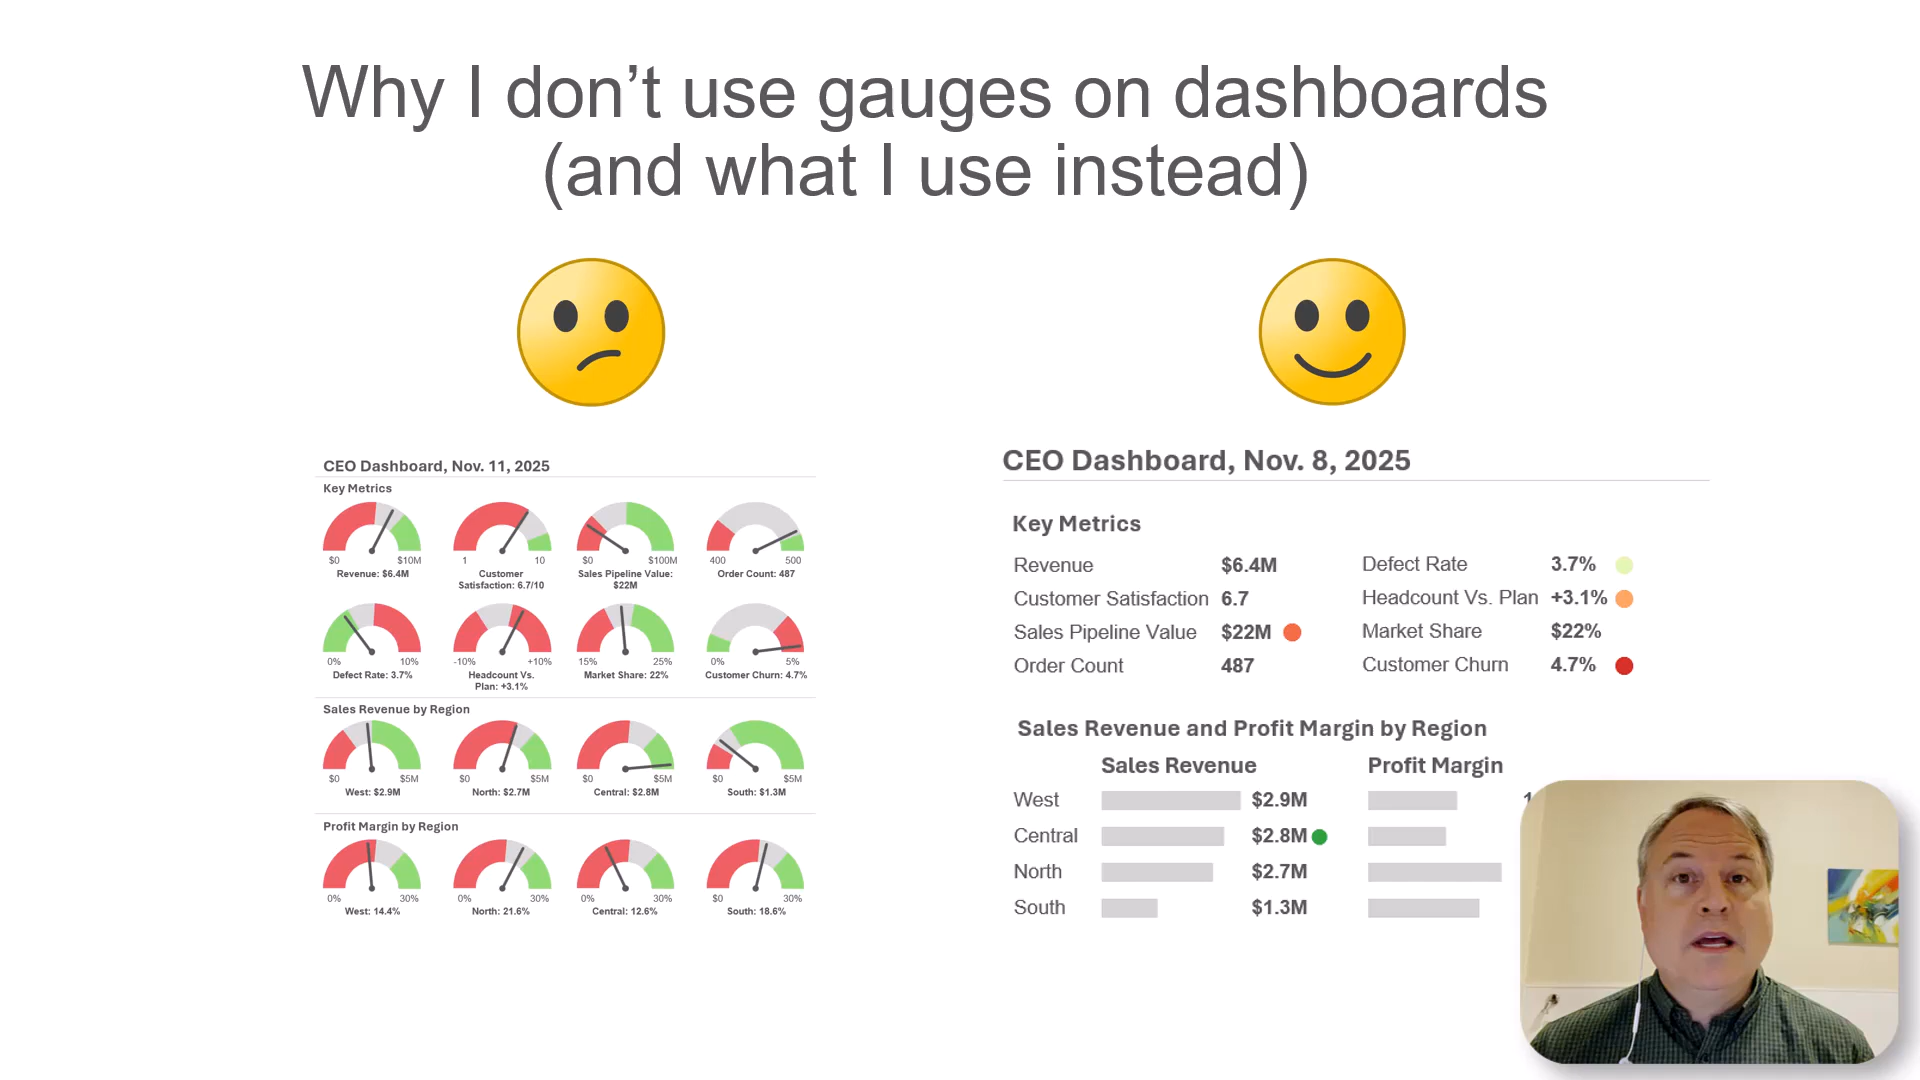 Why I don’t use gauges on dashboards
(and what I use instead)
CEO Dashboard, Nov. 11, 2025
Key Metrics
$0 $10M
Revenue: $6.4M
1 10
Customer
Satisfaction: 6.7/10
$0 $100M
Sales Pipeline Value:
$22M
400 500
Order Count: 487
0% 10%
Defect Rate: 3.7%
-10% +10%
Headcount Vs.
Plan: +3.1%
15% 25%
Market Share: 22%
0% 5%
Customer Churn: 4.7%
Sales Revenue by Region
$0 $5M
West: $2.9M
$0 $5M
North: $2.7M
$0 $5M
Central: $2.8M
$0 $5M
South: $1.3M
Profit Margin by Region
0% 30%
West: 14.4%
0% 30%
North: 21.6%
0% 30%
Central: 12.6%
$0 30%
South: 18.6%
CEO Dashboard, Nov. 8, 2025
Key Metrics
Revenue $6.4M
Customer Satisfaction 6.7
Sales Pipeline Value $22M
Order Count 487
Defect Rate 3.7%
Headcount Vs. Plan +3.1%
Market Share $22%
Customer Churn 4.7%
Sales Revenue and Profit Margin by Region
Sales Revenue Profit Margin
West $2.9M
Central $2.8M
North $2.7M
South $1.3M